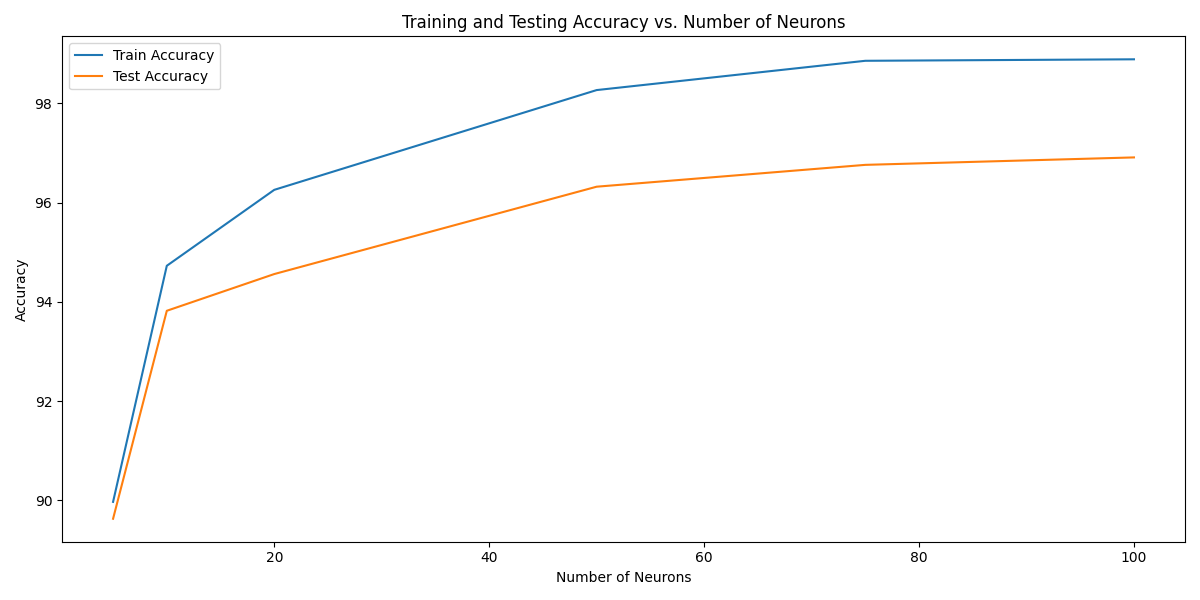 Training and Testing Accuracy vs. Number of Neurons
Train Accuracy
Test Accuracy
98
96
94
92
90
Accuracy
20 40 60 80 100
Number of Neurons